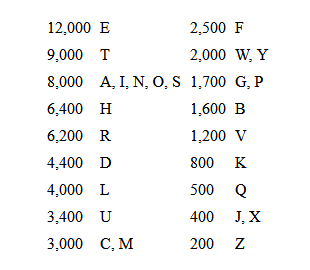 12,000 E 2,500 F
9,000 T 2,000 W, Y
8,000 A, I, N, O, S 1,700 G, P
6,400 H 1,600 B
6,200 R 1,200 V
4,400 D 800 K
4,000 L 500 Q
3,400 U 400 J, X
3,000 C, M 200 Z